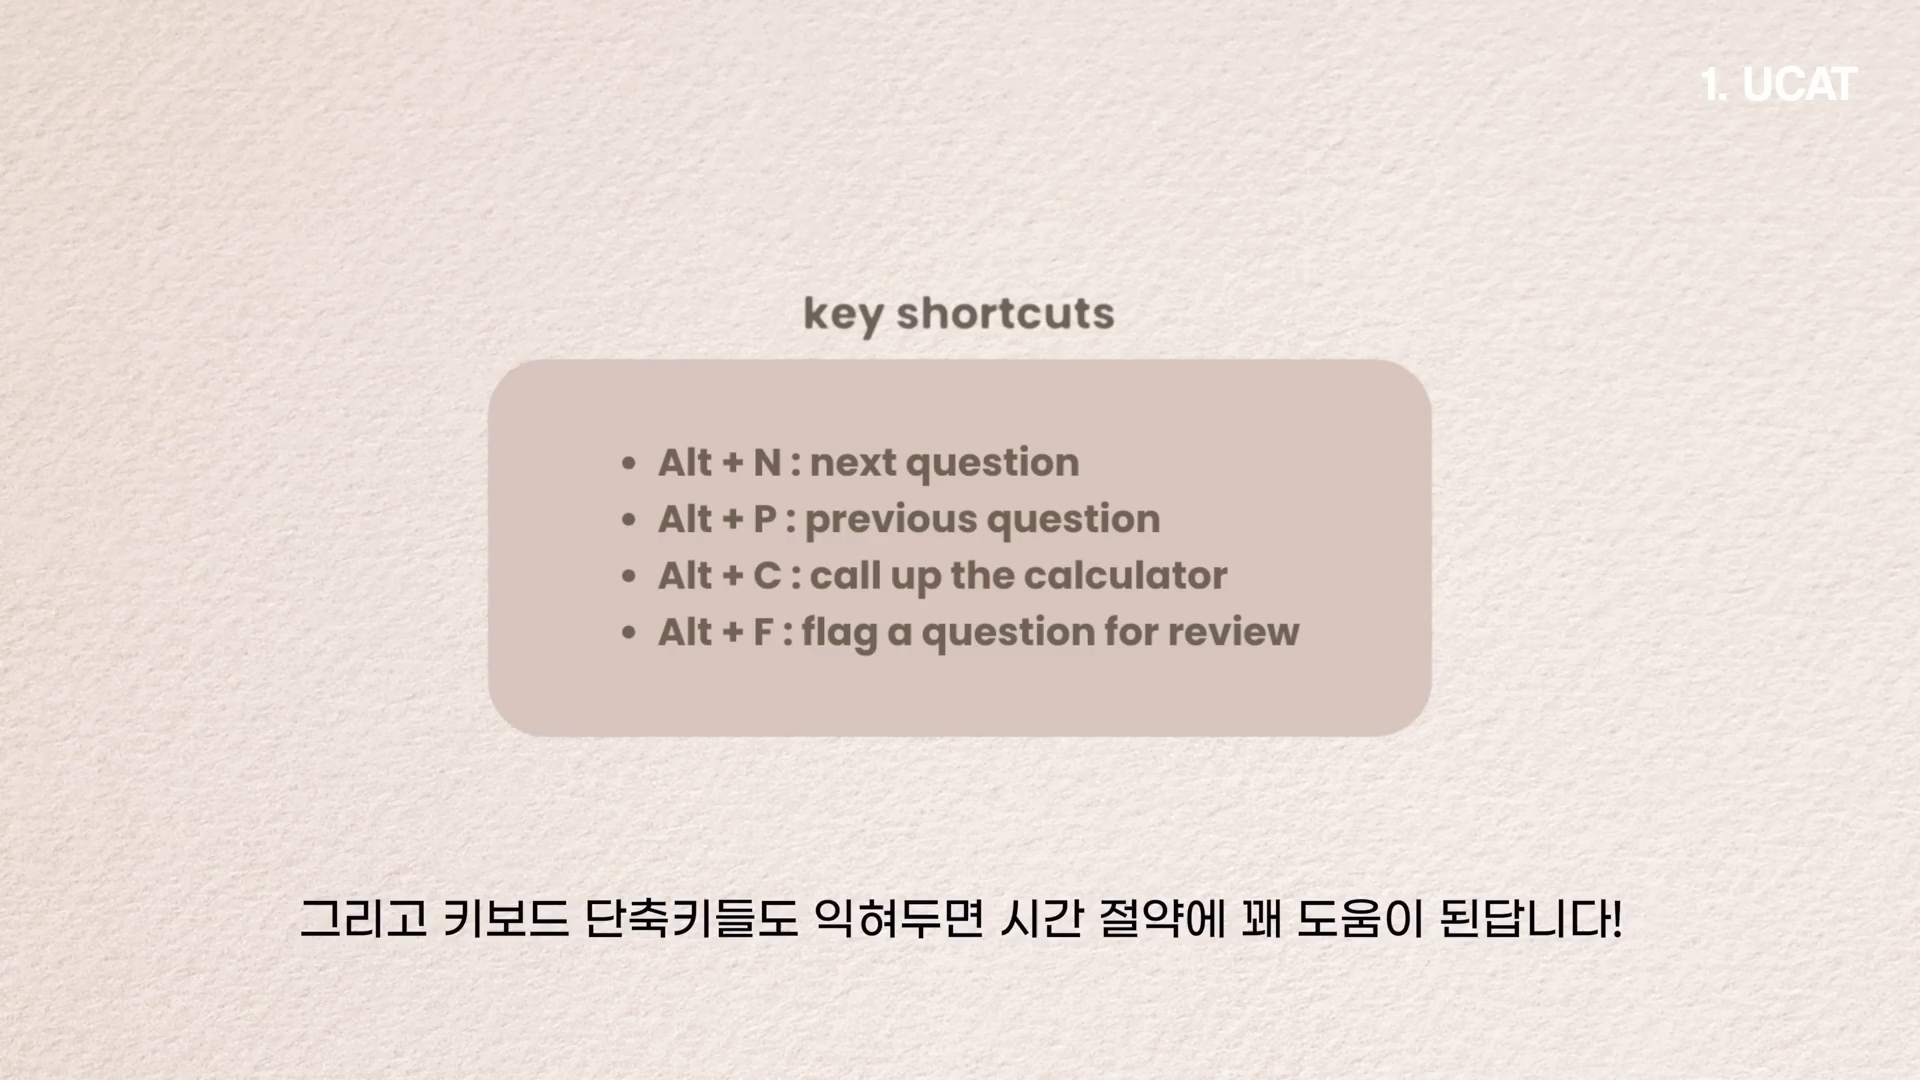 1. UCAT
key shortcuts
• Alt + N : next question
• Alt + P : previous question
• Alt + C : call up the calculator
• Alt + F : flag a question for review
그리고 키보드 단축키들도 익혀두면 시간 절약에 꽤 도움이 된답니다!